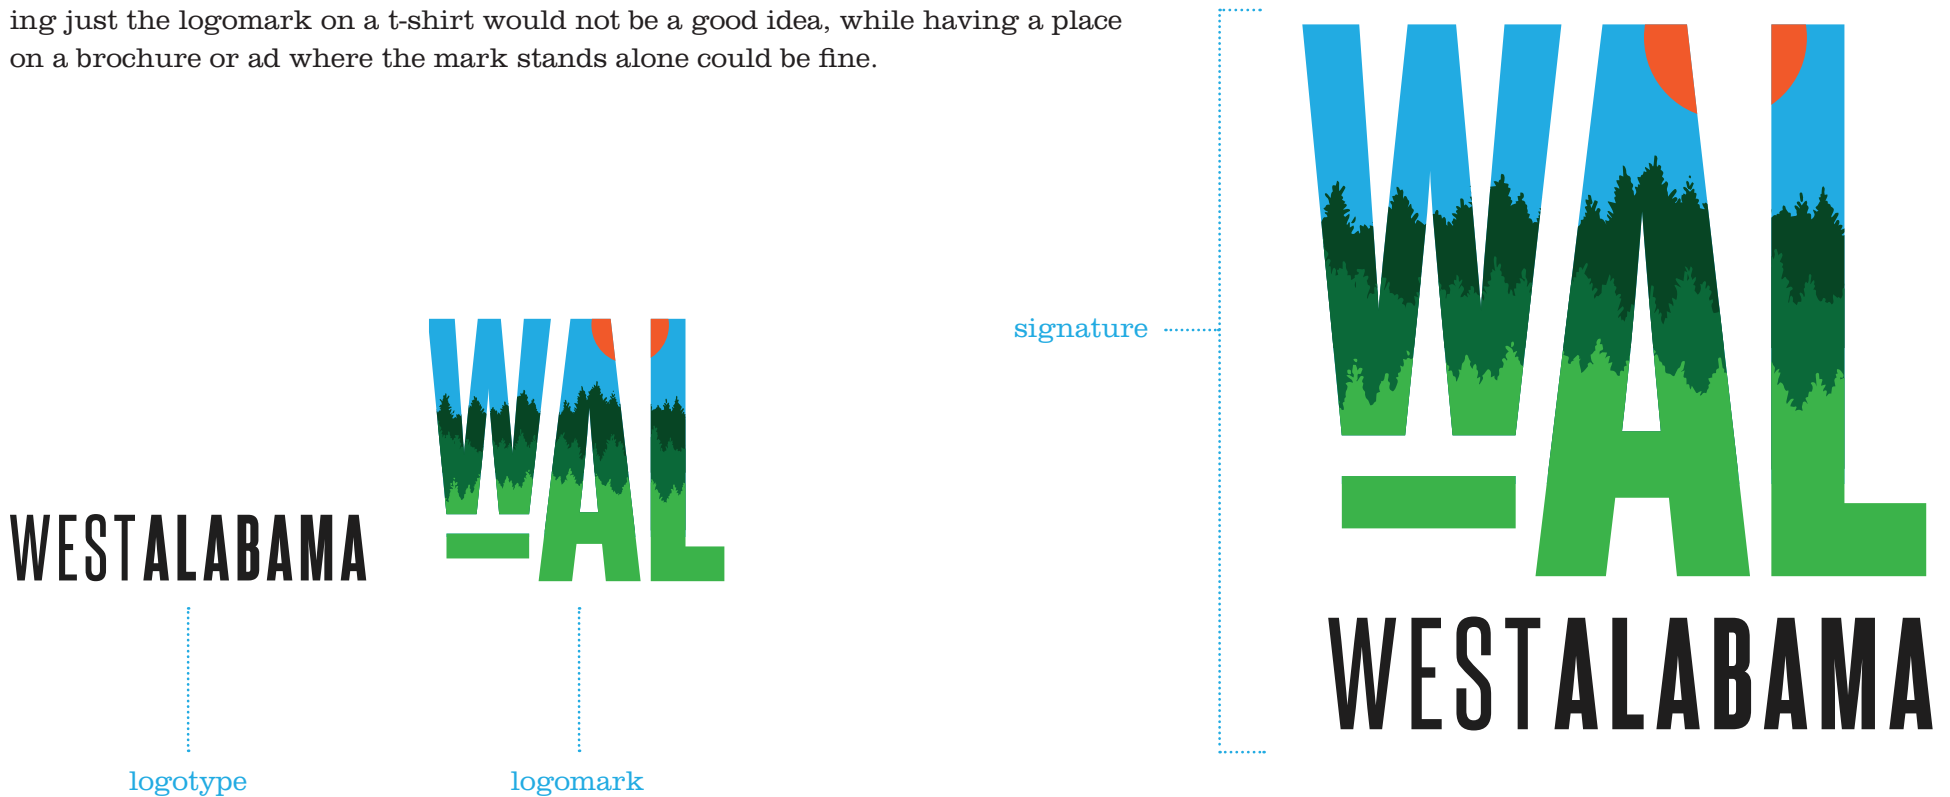 ing just the logomark on a t-shirt would not be a good idea, while having a place
on a brochure or ad where the mark stands alone could be fine.
WESTALABAMA
logotype
WAL
logomark
signature
WAL
WESTALABAMA